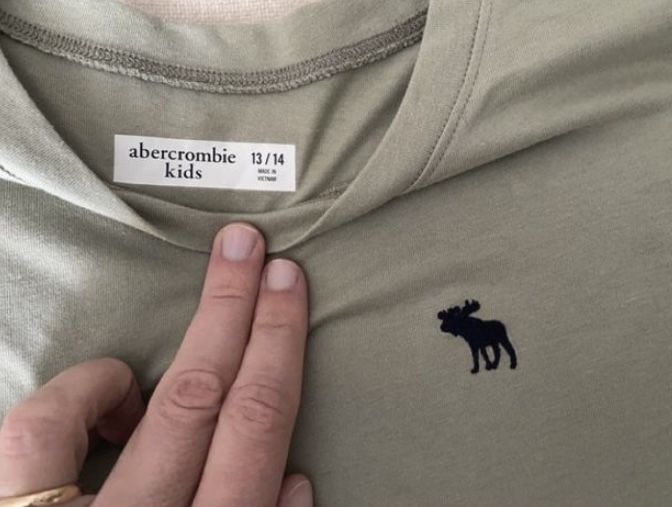 abercrombie
kids
13 / 14
MADE IN
VIETNAM